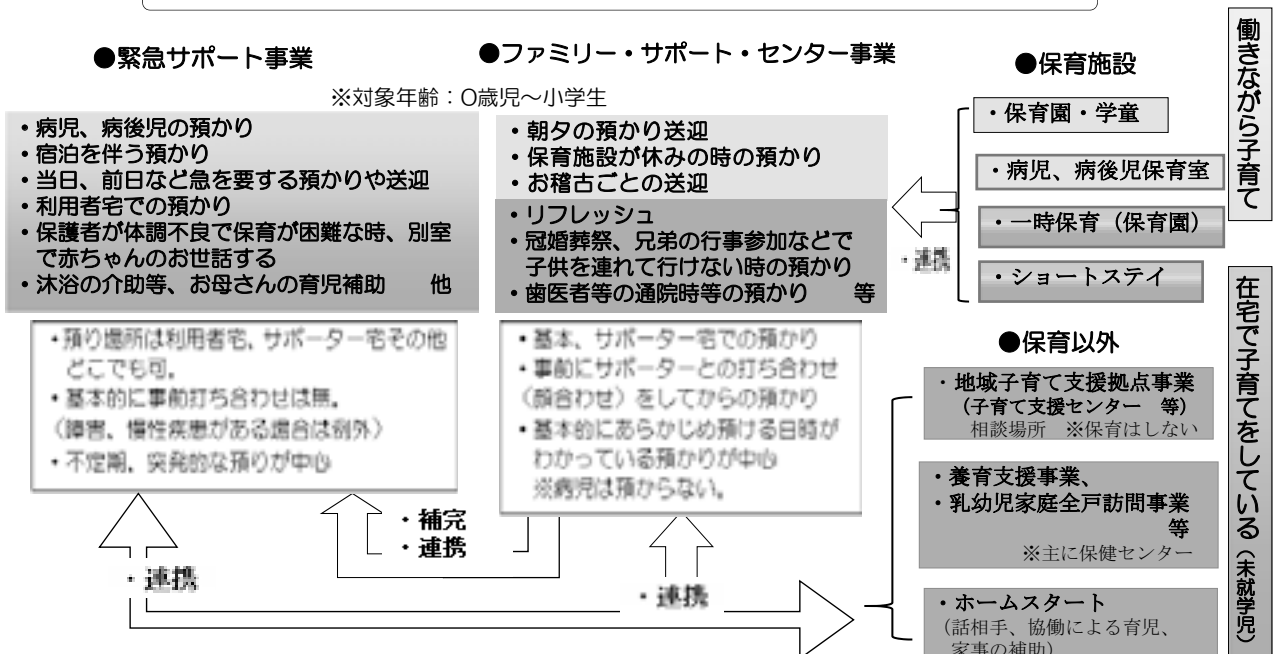 ●緊急サポート事業
●ファミリー・サポート・センター事業
※対象年齢：0歳児～小学生
・病児、病後児の預かり
・宿泊を伴う預かり
・当日、前日など急を要する預かりや送迎
・利用者宅での預かり
・保護者が体調不良で保育が困難な時、別室
で赤ちゃんのお世話する
・沐浴の介助等、お母さんの育児補助　他
・預り場所は利用者宅、サポーター宅その他
どこでも可。
・基本的に事前打ち合わせは無。
（障害、慢性疾患がある場合は例外）
・不定期、突発的な預りが中心
・朝夕の預かり送迎
・保育施設が休みの時の預かり
・お稽古ごとの送迎
・リフレッシュ
・冠婚葬祭、兄弟の行事参加などで
子供を連れて行けない時の預かり
・歯医者等の通院時等の預かり　等
・基本、サポーター宅での預かり
・事前にサポーターとの打ち合わせ
（顔合わせ）をしてからの預かり
・基本的にあらかじめ預ける日時が
わかっている預かりが中心
※病児は預からない。
・補完
・連携
・連携
・連携
・連携
●保育施設
・保育園・学童
・病児、病後児保育室
・一時保育（保育園）
・ショートステイ
●保育以外
・地域子育て支援拠点事業
（子育て支援センター　等）
相談場所　※保育はしない
・養育支援事業、
・乳幼児家庭全戸訪問事業
等
※主に保健センター
・ホームスタート
（話相手、協働による育児、
家事の補助）
働きながら子育て
在宅で子育てをしている（未就学児）